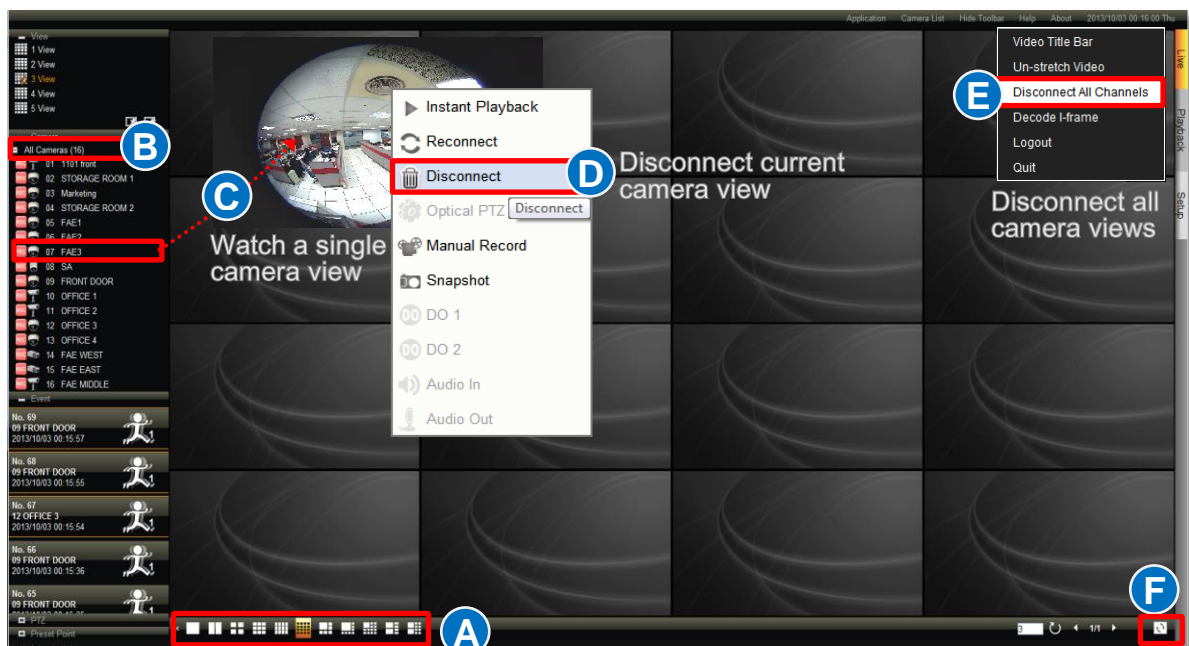 Application Camera List Hide Toolbar Help About 2013/10/03 00:16:00 Thu
View
1 View
2 View
3 View
4 View
5 View
Camera
B
All Cameras (16)
01 1101 front
02 STORAGE ROOM 1
03 Marketing
04 STORAGE ROOM 2
05 FAE1
06 FAE2
07 FAE3
08 SA
09 FRONT DOOR
10 OFFICE 1
11 OFFICE 2
12 OFFICE 3
13 OFFICE 4
14 FAE WEST
15 FAE EAST
16 FAE MIDDLE
Event
No. 69
09 FRONT DOOR
2013/10/03 00:15:57
No. 68
09 FRONT DOOR
2013/10/03 00:15:55
No. 67
12 OFFICE 3
2013/10/03 00:15:54
No. 66
09 FRONT DOOR
2013/10/03 00:15:36
No. 65
09 FRONT DOOR
PTZ
Preset Point
C
Watch a single
camera view
Instant Playback
Reconnect
Disconnect
D
Optical PTZ
Disconnect
Manual Record
Snapshot
DO DO 1
DO DO 2
Audio In
Audio Out
Disconnect current
camera view
Video Title Bar
Un-stretch Video
E
Disconnect All Channels
Decode I-frame
Logout
Quit
Disconnect all
camera views
Live
Playback
Setup
A
F
3
1/1